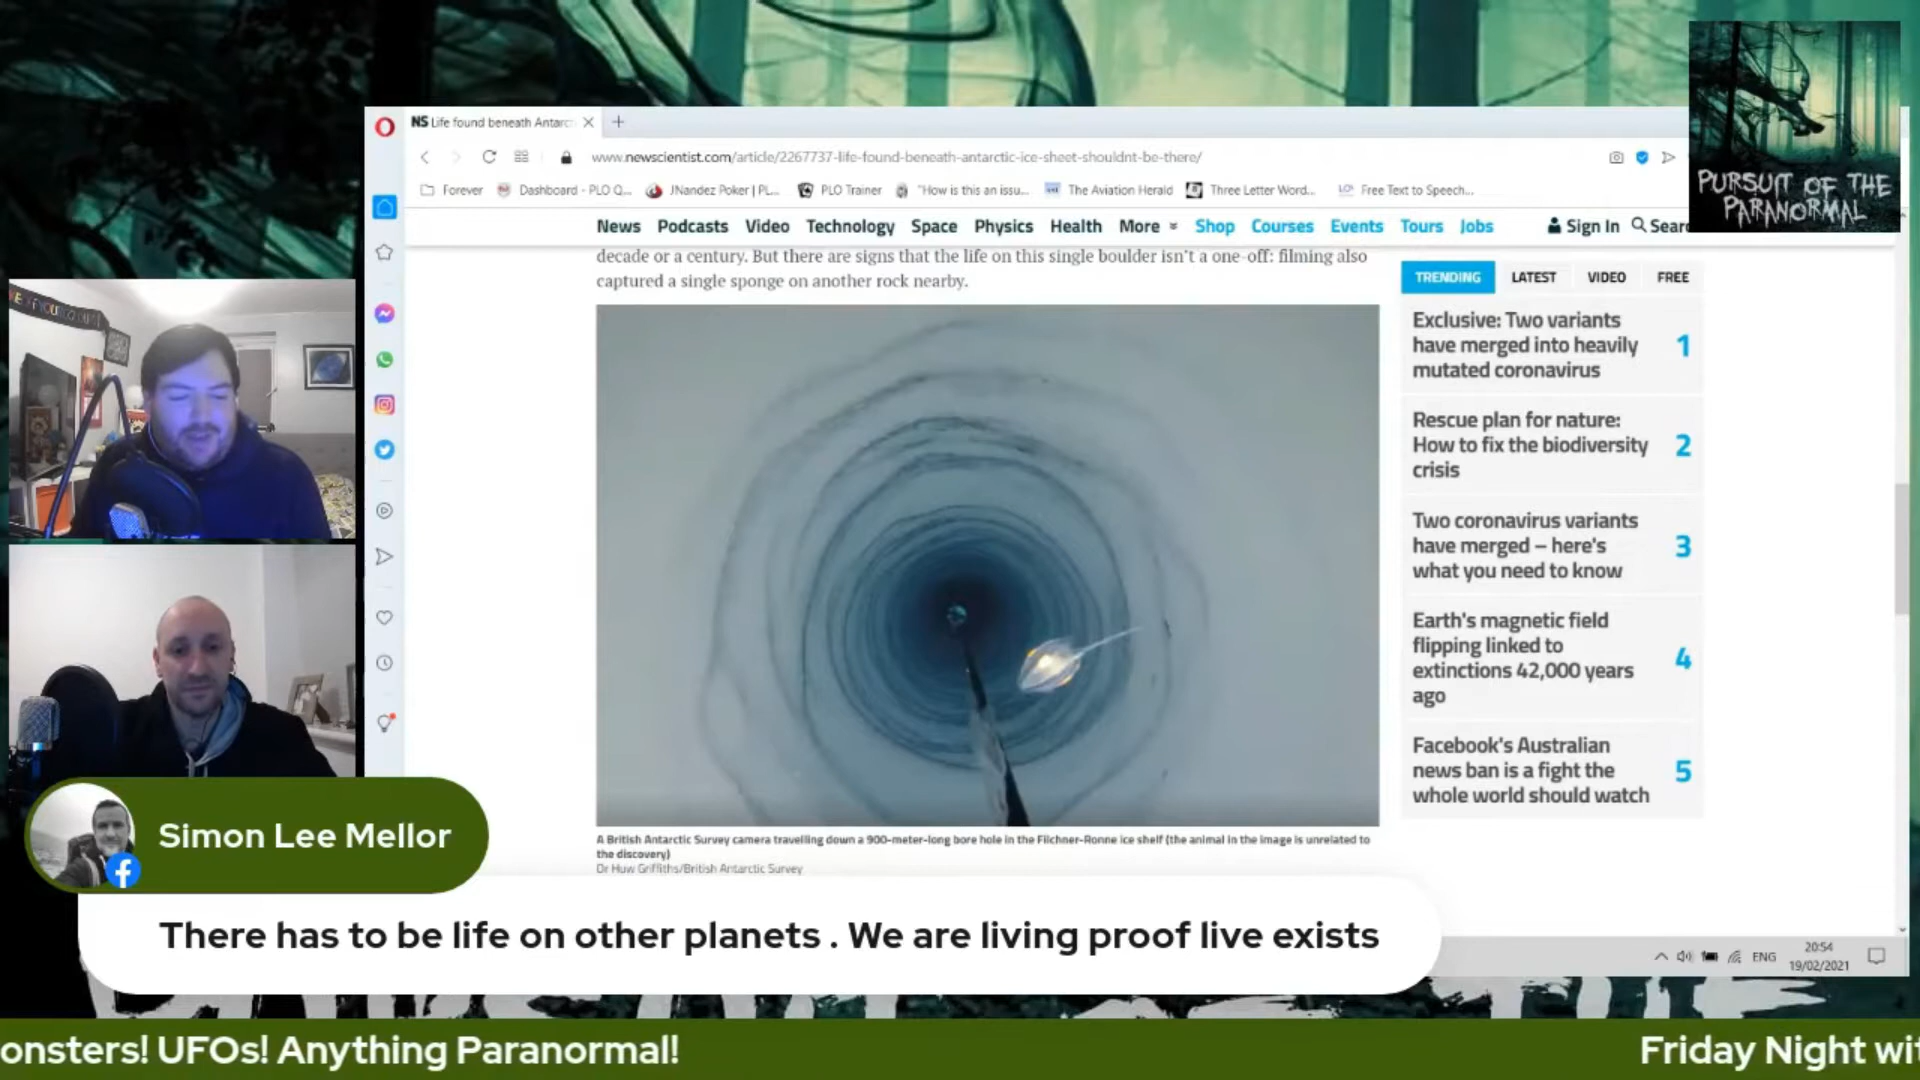 PURSUIT OF THE
PARANORMAL
NS Life found beneath Antarc
www.newscientist.com/article/2267737-life-found-beneath-antarctic-ice-sheet-shouldnt-be-there/
Forever Dashboard - PLO Q... JNandez Poker | PL... PLO Trainer "How is this an issu... The Aviation Herald Three Letter Word... Free Text to Speech...
News Podcasts Video Technology Space Physics Health More Shop Courses Events Tours Jobs Sign In Searc
decade or a century. But there are signs that the life on this single boulder isn't a one-off: filming also
captured a single sponge on another rock nearby.
TRENDING LATEST VIDEO FREE
Exclusive: Two variants
have merged into heavily
mutated coronavirus
1
Rescue plan for nature:
How to fix the biodiversity
crisis
2
Two coronavirus variants
have merged – here's
what you need to know
3
Earth's magnetic field
flipping linked to
extinctions 42,000 years
ago
4
Facebook's Australian
news ban is a fight the
whole world should watch
5
A British Antarctic Survey camera travelling down a 900-meter-long bore hole in the Filchner-Ronne ice shelf (the animal in the image is unrelated to
the discovery)
Dr Huw Griffiths/British Antarctic Survey
Simon Lee Mellor
There has to be life on other planets . We are living proof live exists
ENG
20:54
19/02/2021
onsters! UFOs! Anything Paranormal!
Friday Night wit